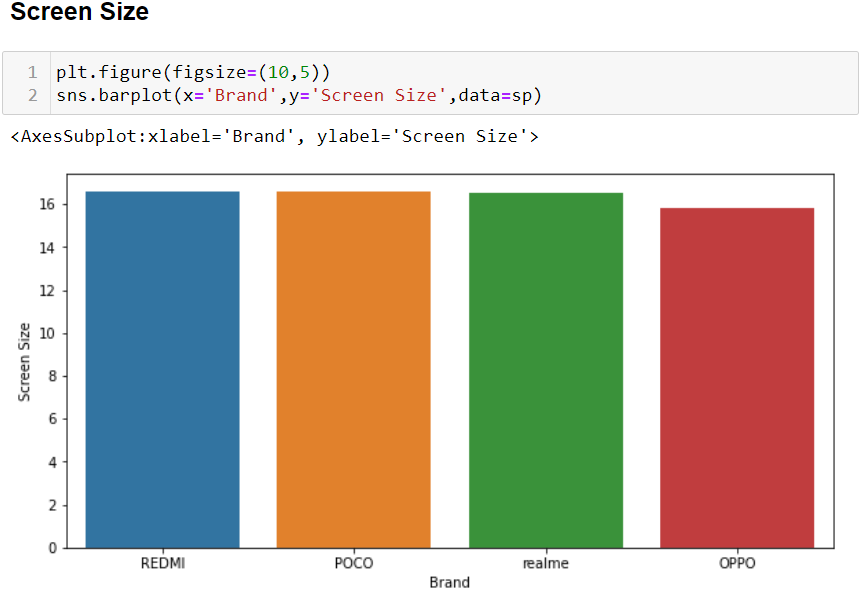 Screen Size
1 plt.figure(figsize=(10,5))
2 sns.barplot(x='Brand',y='Screen Size',data=sp)
<AxesSubplot:xlabel='Brand', ylabel='Screen Size'>
16
14
12
10
8
6
4
2
0
Screen Size
REDMI POCO realme OPPO
Brand